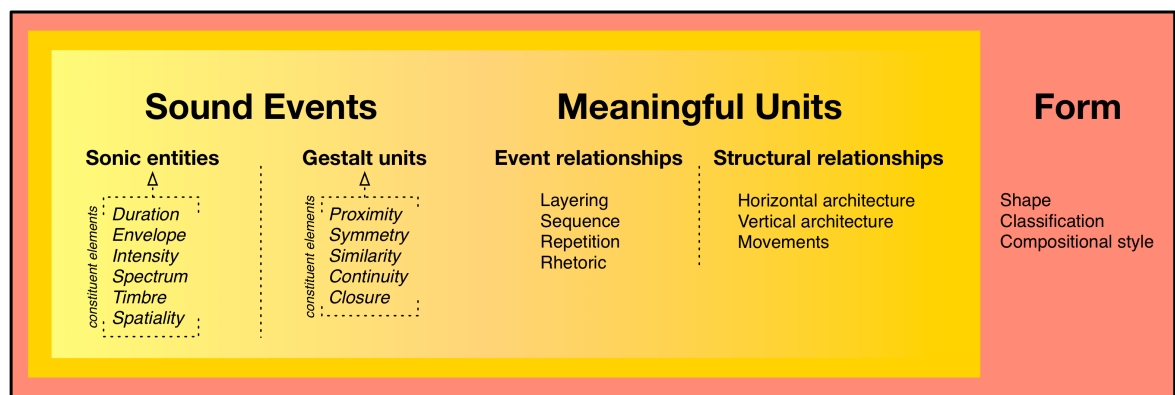 Sound Events
Sonic entities
constituent elements
Duration
Envelope
Intensity
Spectrum
Timbre
Spatiality
Gestalt units
constituent elements
Proximity
Symmetry
Similarity
Continuity
Closure
Meaningful Units
Event relationships
Layering
Sequence
Repetition
Rhetoric
Structural relationships
Horizontal architecture
Vertical architecture
Movements
Form
Shape
Classification
Compositional style